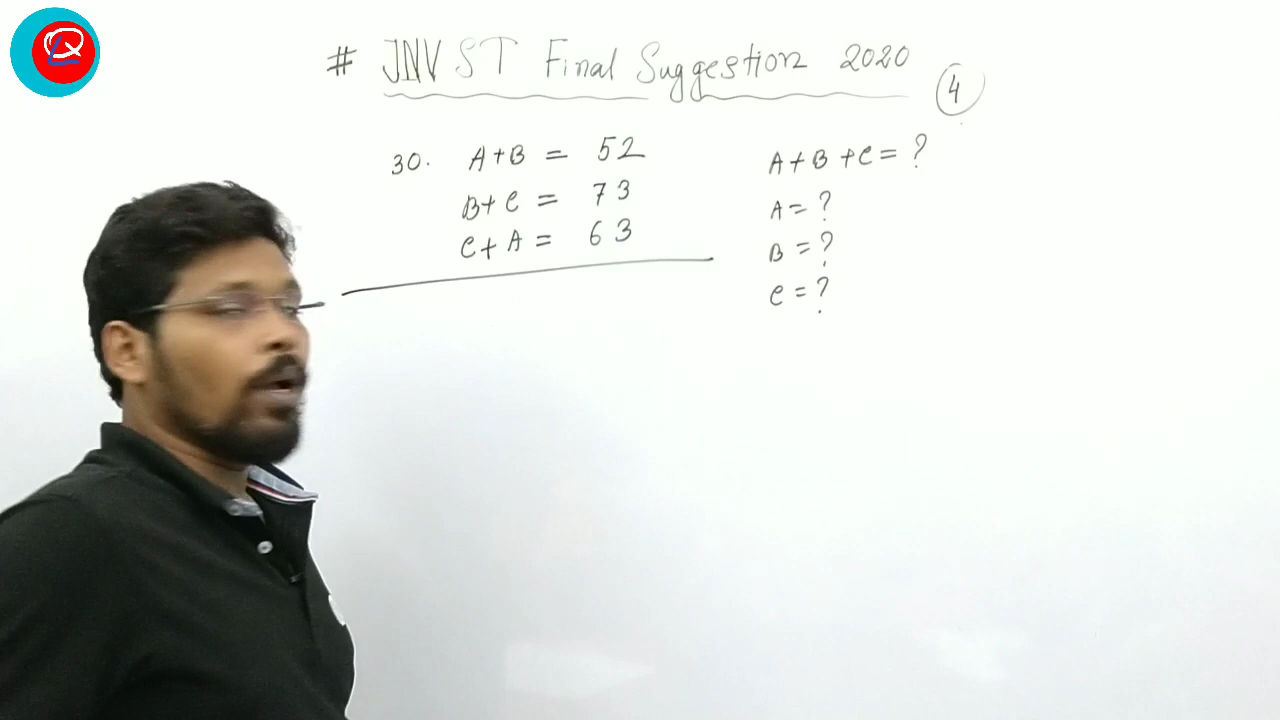 # JNVST Final Suggestion 2020
4
30. A+B = 52
B+C = 73
C+A = 63
A+B+C = ?
A = ?
B = ?
C = ?